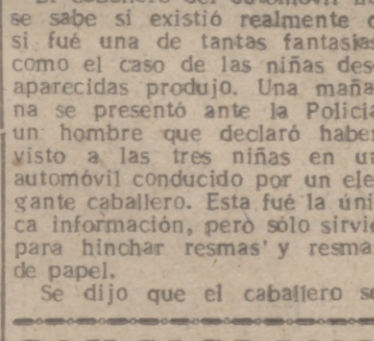 se sabe si existió realmente o
si fué una de tantas fantasías
como el caso de las niñas des-
aparecidas produjo. Una maña-
na se presentó ante la Policía
un hombre que declaró haber
visto a las tres niñas en un
automóvil conducido por un ele-
gante caballero. Esta fué la úni-
ca información, però sólo sirvió
para hinchar resmas y resmas
de papel.
Se dijo que el caballero se